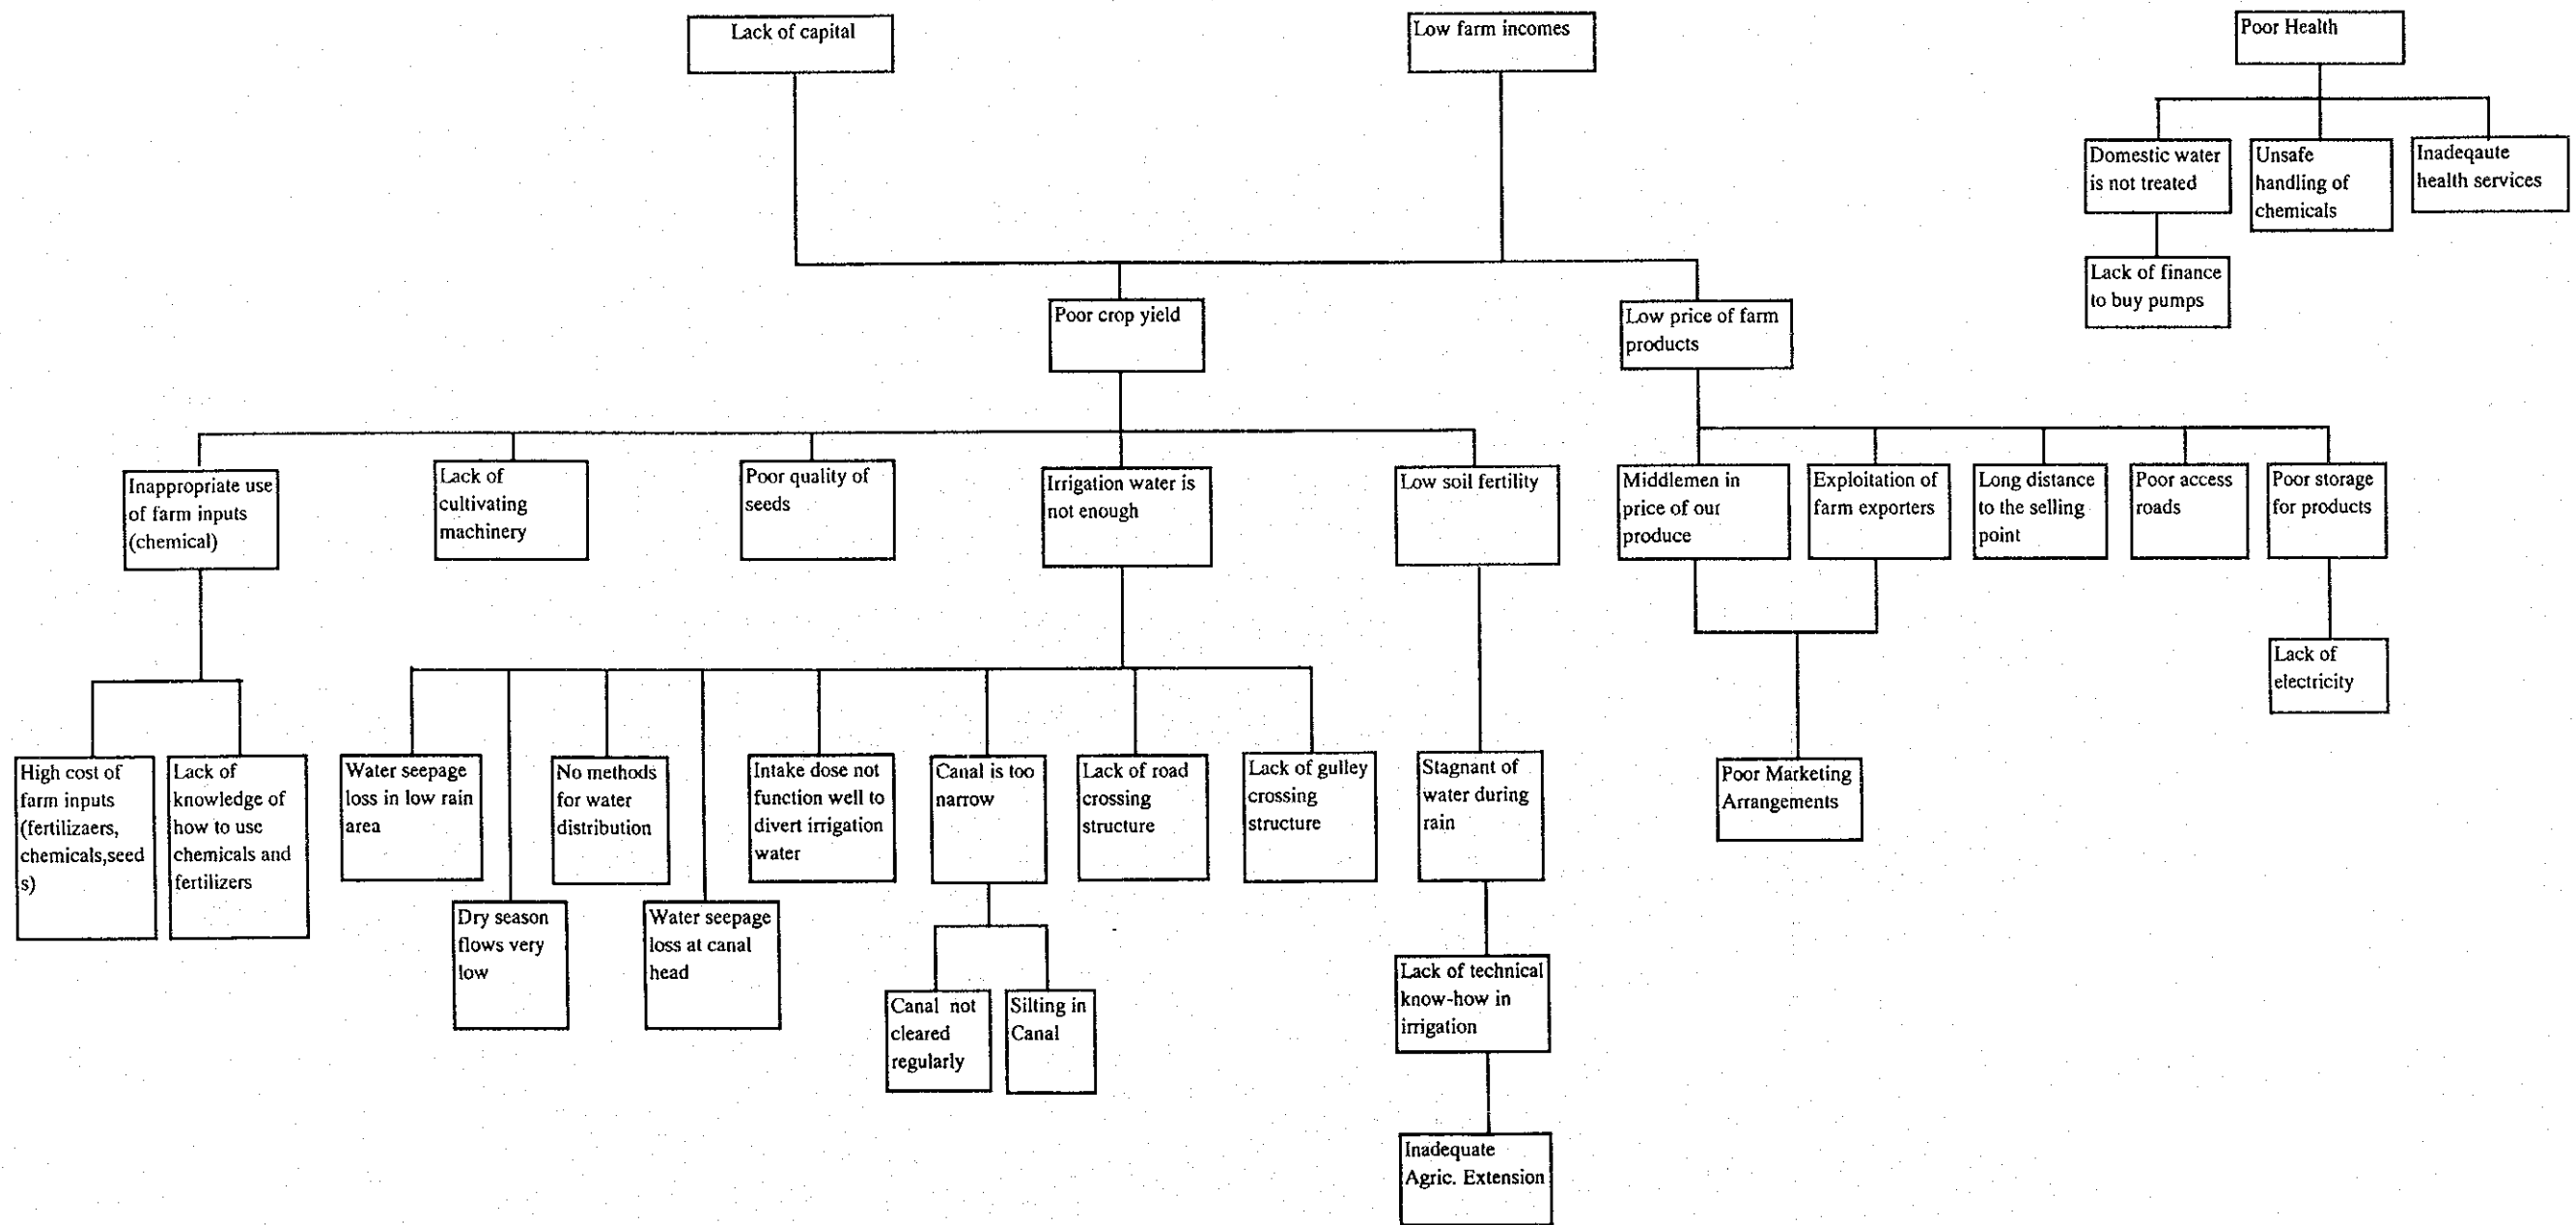 Lack of capital
Low farm incomes
Poor Health
Domestic water
is not treated
Unsafe
handling of
chemicals
Inadeqaute
health services
Lack of finance
to buy pumps
Poor crop yield
Low price of farm
products
Inappropriate use
of farm inputs
(chemical)
Lack of
cultivating
machinery
Poor quality of
seeds
Irrigation water is
not enough
Low soil fertility
Middlemen in
price of our
produce
Exploitation of
farm exporters
Long distance
to the selling
point
Poor access
roads
Poor storage
for products
Lack of
electricity
High cost of
farm inputs
(fertilizaers,
chemicals,seed
s)
Lack of
knowledge of
how to use
chemicals and
fertilizers
Water seepage
loss in low rain
area
No methods
for water
distribution
Intake dose not
function well to
divert irrigation
water
Canal is too
narrow
Lack of road
crossing
structure
Lack of gulley
crossing
structure
Stagnant of
water during
rain
Poor Marketing
Arrangements
Dry season
flows very
low
Water seepage
loss at canal
head
Canal not
cleared
regularly
Silting in
Canal
Lack of technical
know-how in
irrigation
Inadequate
Agric. Extension